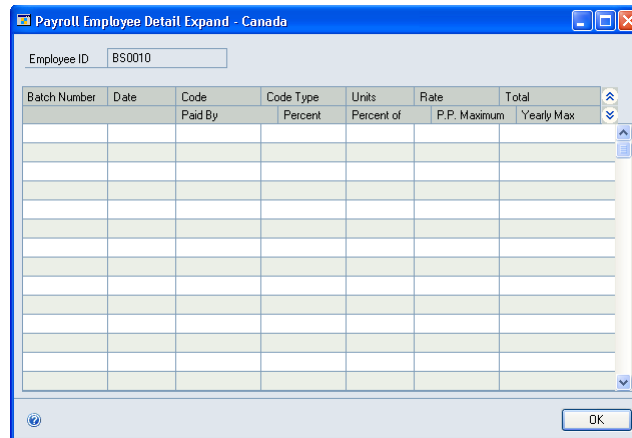 Payroll Employee Detail Expand - Canada
Employee ID BS0010
Batch Number Date Code Code Type Units Rate Total
Paid By Percent Percent of P.P. Maximum Yearly Max
OK